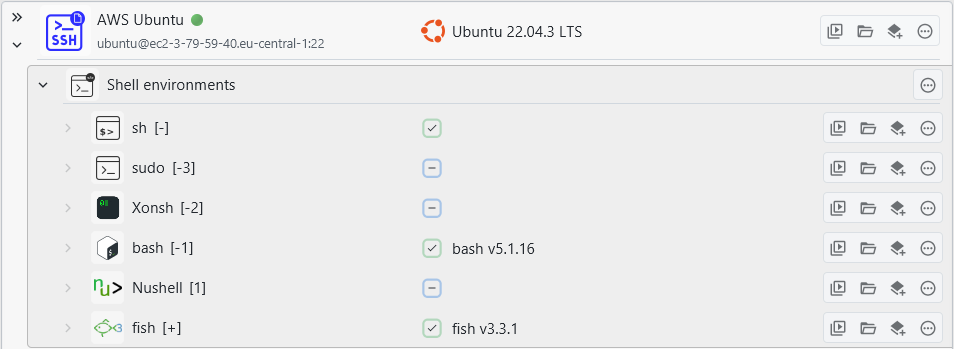 AWS Ubuntu
SSH
ubuntu@ec2-3-79-59-40.eu-central-1:22
Ubuntu 22.04.3 LTS
Shell environments
sh [-]
sudo [-3]
Xonsh [-2]
bash [-1] bash v5.1.16
Nushell [1]
fish [+] fish v3.3.1